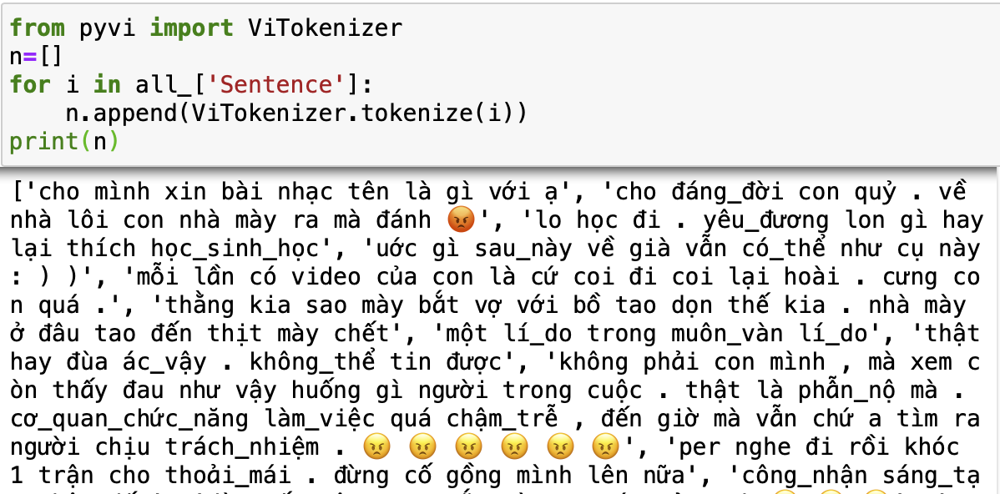 from pyvi import ViTokenizer
n=[]
for i in all_['Sentence']:
    n.append(ViTokenizer.tokenize(i))
print(n)
['cho mình xin bài nhạc tên là gì với ạ', 'cho đáng_đời con quỷ . về
nhà lôi con nhà mày ra mà đánh 😡', 'lo học đi . yêu_đương lon gì hay
lại thích học_sinh_học', 'uớc gì sau_này về già vẫn có_thể như cụ này
: ) )', 'mỗi lần có video của con là cứ coi đi coi lại hoài . cưng co
n quá .', 'thằng kia sao mày bắt vợ với bồ tao dọn thế kia . nhà mày
ở đâu tao đến thịt mày chết', 'một lí_do trong muôn_vàn lí_do', 'thật
hay đùa ác_vậy . không_thể tin được', 'không phải con mình , mà xem c
òn thấy đau như vậy huống gì người trong cuộc . thật là phẫn_nộ mà .
cơ_quan_chức_năng làm_việc quá chậm_trễ , đến giờ mà vẫn chứ a tìm ra
người chịu trách_nhiệm . 😠 😠 😠 😠 😠 😠', 'per nghe đi rồi khóc
1 trận cho thoải_mái . đừng cố gồng mình lên nữa', 'công_nhận sáng_tạ